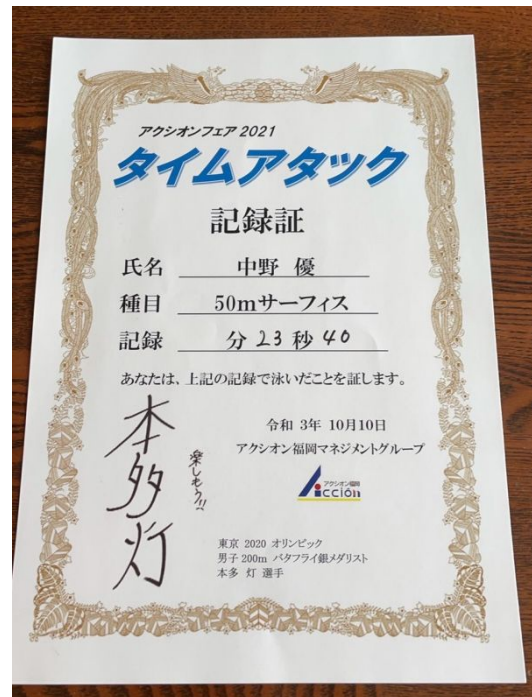 アクシオンフェア 2021
タイムアタック
記録証
氏名 中野 優
種目 50mサーフィス
記録 分 23 秒 40
あなたは、上記の記録で泳いだことを証します。
令和 3年 10月10日
アクシオン福岡マネジメントグループ
アクシオン福岡
Acción
本多灯
楽しもう!!
東京 2020 オリンピック
男子 200m バタフライ銀メダリスト
本多 灯 選手